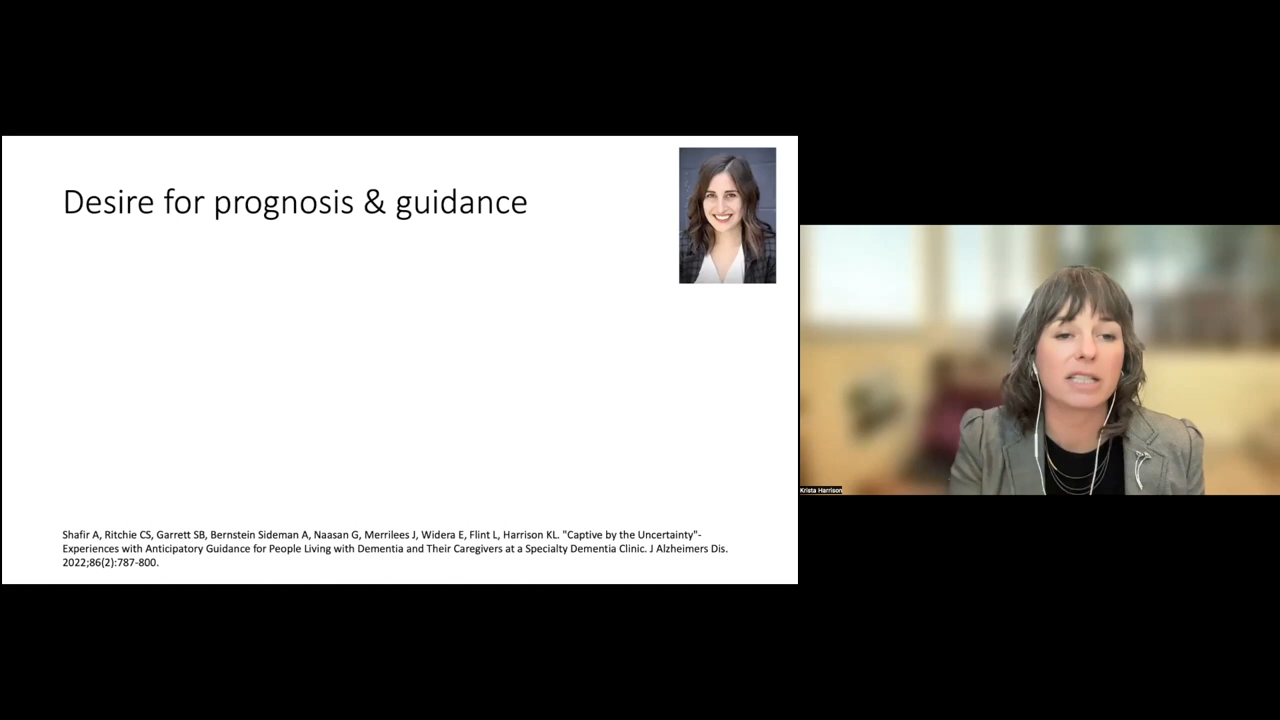 Desire for prognosis & guidance
Shafir A, Ritchie CS, Garrett SB, Bernstein Sideman A, Naasan G, Merrilees J, Widera E, Flint L, Harrison KL. "Captive by the Uncertainty"-
Experiences with Anticipatory Guidance for People Living with Dementia and Their Caregivers at a Specialty Dementia Clinic. J Alzheimers Dis.
2022;86(2):787-800.
Krista Harrison